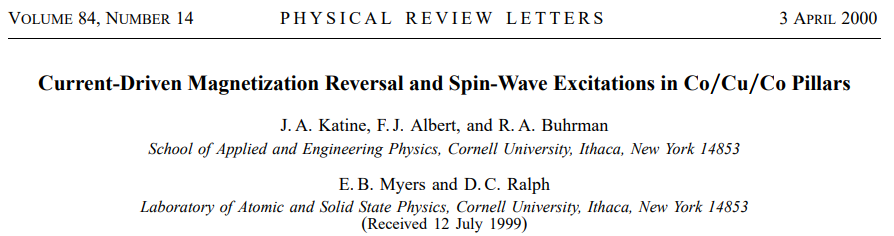 VOLUME 84, NUMBER 14 PHYSICAL REVIEW LETTERS 3 APRIL 2000
Current-Driven Magnetization Reversal and Spin-Wave Excitations in Co/Cu/Co Pillars
J. A. Katine, F. J. Albert, and R. A. Buhrman
School of Applied and Engineering Physics, Cornell University, Ithaca, New York 14853
E. B. Myers and D. C. Ralph
Laboratory of Atomic and Solid State Physics, Cornell University, Ithaca, New York 14853
(Received 12 July 1999)